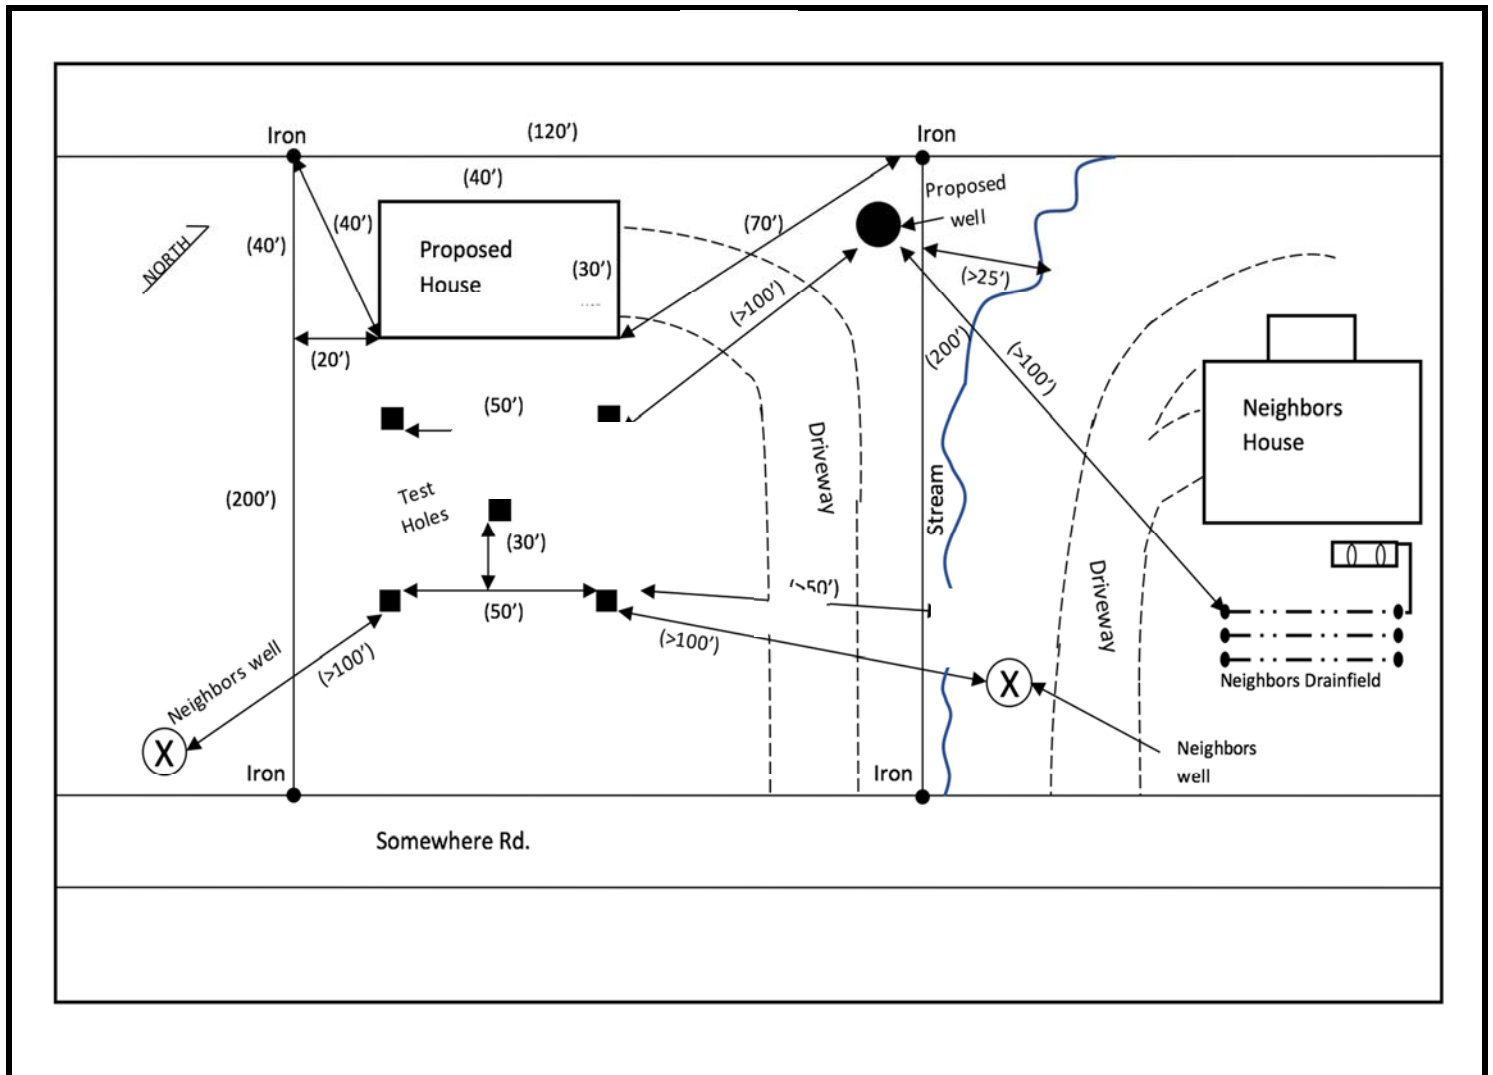 Iron
(120’)
Iron
(40’)
Proposed
well
NORTH
(40’)
(40’)
Proposed
House
(30’)
(70’)
(>25’)
(>100’)
(20’)
(200’)
(>100’)
(50’)
Neighbors
House
Driveway
Test
Holes
(200’)
Stream
(30’)
(50’)
(>50’)
Driveway
(>100’)
(>100’)
Neighbors well
X
X
Neighbors Drainfield
Neighbors
well
Iron
Iron
Somewhere Rd.